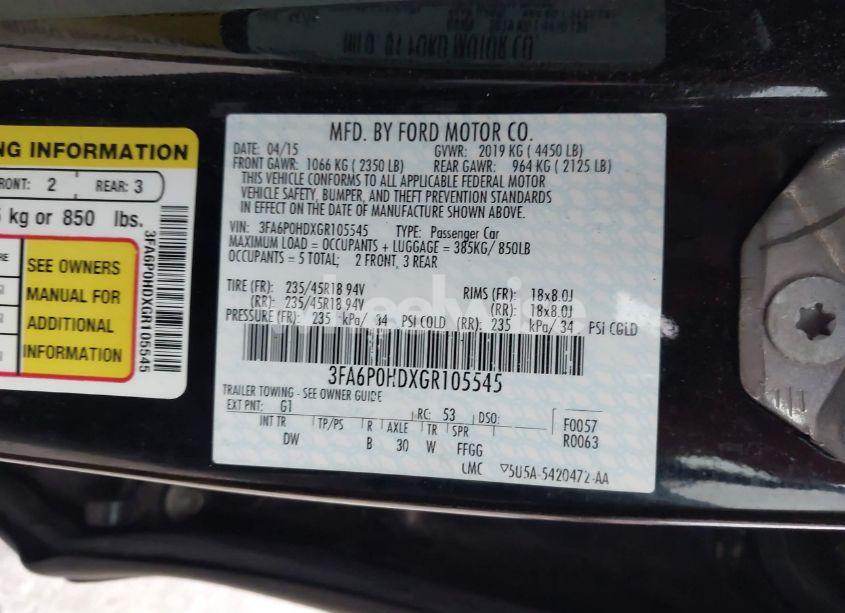 MFD. BY FORD MOTOR CO.
DATE: 04/15 GVWR: 2019 KG ( 4450 LB)
FRONT GAWR: 1066 KG ( 2350 LB) REAR GAWR: 964 KG ( 2125 LB)
THIS VEHICLE CONFORMS TO ALL APPLICABLE FEDERAL MOTOR
VEHICLE SAFETY, BUMPER, AND THEFT PREVENTION STANDARDS
IN EFFECT ON THE DATE OF MANUFACTURE SHOWN ABOVE.
VIN: 3FA6P0HDXGR105545 TYPE: Passenger Car
MAXIMUM LOAD = OCCUPANTS + LUGGAGE = 385KG/ 850LB
OCCUPANTS = 5 TOTAL; 2 FRONT, 3 REAR
TIRE (FR): 235/45R18 94V RIMS (FR): 18x8.0J
(RR): 235/45R18 94V (RR): 18x8.0J
PRESSURE (FR): 235 kPa/ 34 PSI COLD (RR): 235 kPa/ 34 PSI COLD
3FA6P0HDXGR105545
TRAILER TOWING - SEE OWNER GUIDE
EXT PNT: G1 RC: 53 DSO: F0057
INT TR TP/PS R AXLE TR SPR R0063
DW B 30 W FFGG
LMC 5U5A-5420472-AA
NG INFORMATION
FRONT: 2 REAR: 3
kg or 850 lbs.
SEE OWNERS
MANUAL FOR
ADDITIONAL
INFORMATION
3FA6P0HDXGR105545